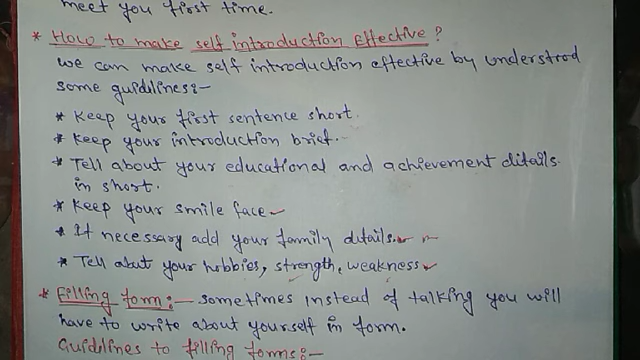 meet you first time.
* How to make self introduction Effective?
We can make self introduction effective by understood
some guidlines:-
* Keep your first sentence short.
* Keep your introduction brief.
* Tell about your educational and achievement ditails
in short.
* Keep your smile face
* If necessary add your family ditails.
* Tell abut your hobbies, strength, weakness
* Filling form:- sometimes instead of talking you will
have to write about yourself in form.
Guidlines to filling forms:-